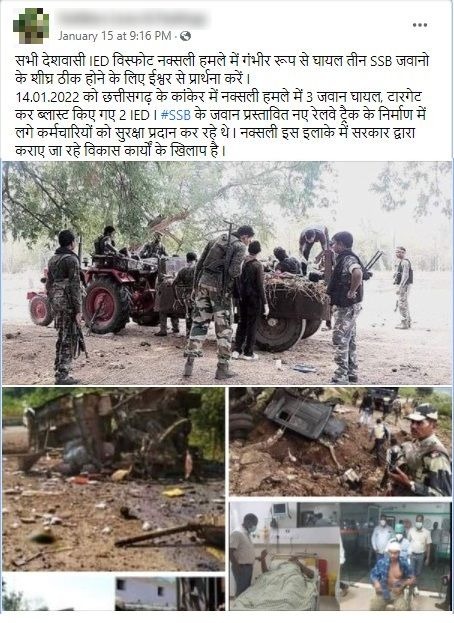 January 15 at 9:16 PM ·
सभी देशवासी IED विस्फोट नक्सली हमले में गंभीर रूप से घायल तीन SSB जवानो
के शीघ्र ठीक होने के लिए ईश्वर से प्रार्थना करें ।
14.01.2022 को छत्तीसगढ़ के कांकेर में नक्सली हमले में 3 जवान घायल, टारगेट
कर ब्लास्ट किए गए 2 IED । #SSB के जवान प्रस्तावित नए रेलवे ट्रैक के निर्माण में
लगे कर्मचारियों को सुरक्षा प्रदान कर रहे थे । नक्सली इस इलाके में सरकार द्वारा
कराए जा रहे विकास कार्यों के खिलाप है ।